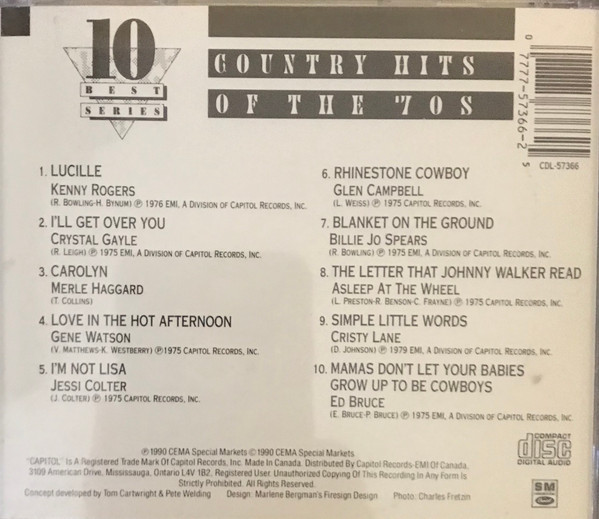 10
BEST
SERIES
COUNTRY HITS
OF THE '70S
0 7777-57366-2 5
CDL-57366
1. LUCILLE
KENNY ROGERS
(R. BOWLING-H. BYNUM) Ⓟ 1976 EMI, A DIVISION OF CAPITOL RECORDS, INC.
2. I'LL GET OVER YOU
CRYSTAL GAYLE
(R. LEIGH) Ⓟ 1975 EMI, A DIVISION OF CAPITOL RECORDS, INC.
3. CAROLYN
MERLE HAGGARD
(T. COLLINS)
4. LOVE IN THE HOT AFTERNOON
GENE WATSON
(V. MATTHEWS-K. WESTBERRY) Ⓟ 1975 CAPITOL RECORDS, INC.
5. I'M NOT LISA
JESSI COLTER
(J. COLTER) Ⓟ 1975 CAPITOL RECORDS, INC.
6. RHINESTONE COWBOY
GLEN CAMPBELL
(L. WEISS) Ⓟ 1975 CAPITOL RECORDS, INC.
7. BLANKET ON THE GROUND
BILLIE JO SPEARS
(R. BOWLING) Ⓟ 1975 EMI, A DIVISION OF CAPITOL RECORDS, INC.
8. THE LETTER THAT JOHNNY WALKER READ
ASLEEP AT THE WHEEL
(L. PRESTON-R. BENSON-C. FRAYNE) Ⓟ 1975 CAPITOL RECORDS, INC.
9. SIMPLE LITTLE WORDS
CRISTY LANE
(D. JOHNSON) Ⓟ 1979 EMI, A DIVISION OF CAPITOL RECORDS, INC.
10. MAMAS DON'T LET YOUR BABIES
GROW UP TO BE COWBOYS
ED BRUCE
(E. BRUCE-P. BRUCE) Ⓟ 1975 EMI, A DIVISION OF CAPITOL RECORDS, INC.
Ⓟ1990 CEMA Special Markets ©1990 CEMA Special Markets
"CAPITOL" Is A Registered Trade Mark Of Capitol Records, Inc. Made In Canada. Distributed By Capitol Records-EMI Of Canada,
3109 American Drive, Mississauga, Ontario L4V 1B2, Registered User. Unauthorized Copying Of This Recording In Any Form Is
Strictly Prohibited. All Rights Reserved.
Concept developed by Tom Cartwright & Pete Welding Design: Marlene Bergman's Firesign Design Photo: Charles Fretzin
COMPACT
disc
DIGITAL AUDIO
SM
Capitol